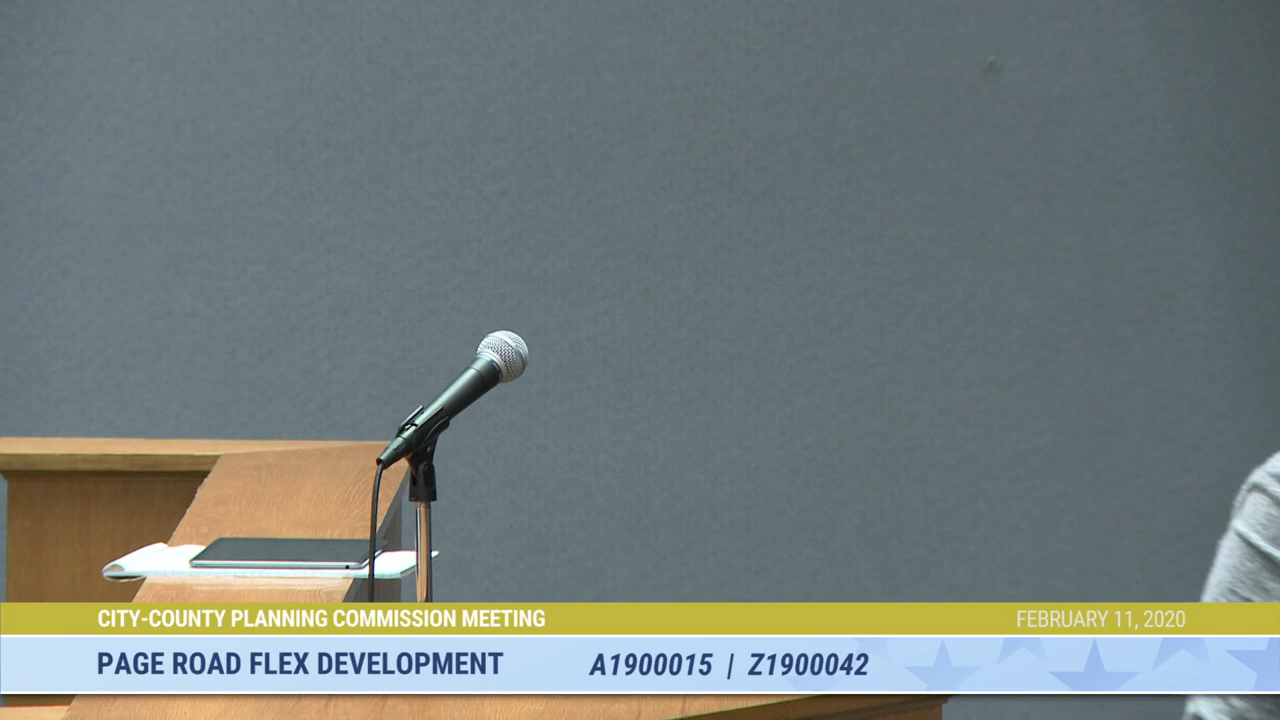 CITY-COUNTY PLANNING COMMISSION MEETING FEBRUARY 11, 2020
PAGE ROAD FLEX DEVELOPMENT A1900015 | Z1900042